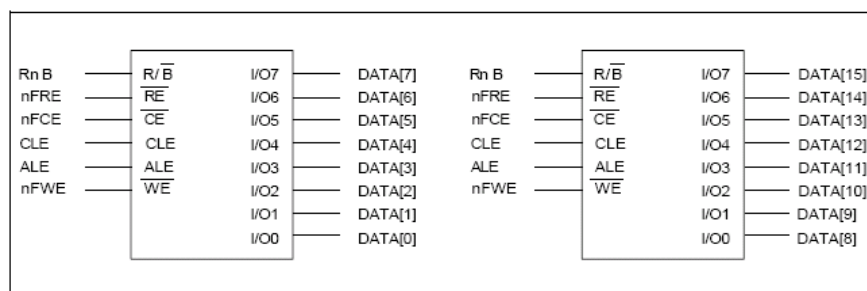 RnB R/B I/O7 DATA[7]
nFRE RE I/O6 DATA[6]
nFCE CE I/O5 DATA[5]
CLE CLE I/O4 DATA[4]
ALE ALE I/O3 DATA[3]
nFWE WE I/O2 DATA[2]
I/O1 DATA[1]
I/O0 DATA[0]
RnB R/B I/O7 DATA[15]
nFRE RE I/O6 DATA[14]
nFCE CE I/O5 DATA[13]
CLE CLE I/O4 DATA[12]
ALE ALE I/O3 DATA[11]
nFWE WE I/O2 DATA[10]
I/O1 DATA[9]
I/O0 DATA[8]